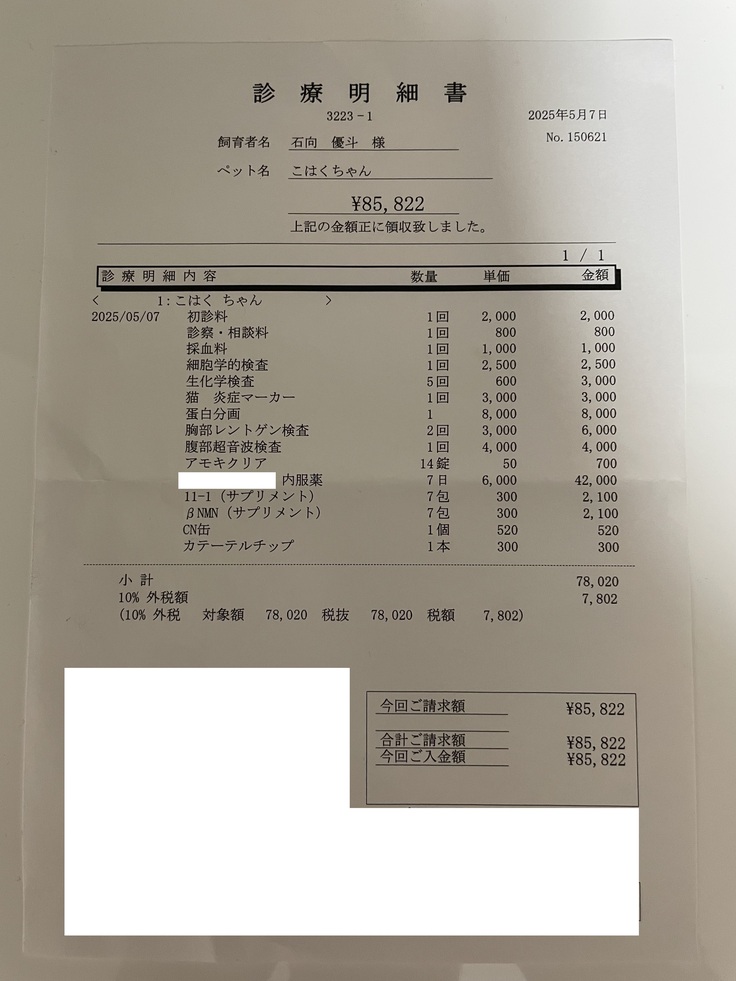 診療明細書
3223-1
2025年5月7日
No.150621
飼育者名 石向 優斗 様
ペット名 こはくちゃん
¥85,822
上記の金額正に領収致しました。
1 / 1
診療明細内容 数量 単価 金額
< 1:こはく ちゃん >
2025/05/07 初診料 1回 2,000 2,000
診察・相談料 1回 800 800
採血料 1回 1,000 1,000
細胞学的検査 1回 2,500 2,500
生化学検査 5回 600 3,000
猫 炎症マーカー 1回 3,000 3,000
蛋白分画 1 8,000 8,000
胸部レントゲン検査 2回 3,000 6,000
腹部超音波検査 1回 4,000 4,000
アモキクリア 14錠 50 700
内服薬 7日 6,000 42,000
11-1(サプリメント) 7包 300 2,100
βNMN(サプリメント) 7包 300 2,100
CN缶 1個 520 520
カテーテルチップ 1本 300 300
小 計 78,020
10% 外税額 7,802
(10% 外税 対象額 78,020 税抜 78,020 税額 7,802)
今回ご請求額 ¥85,822
合計ご請求額 ¥85,822
今回ご入金額 ¥85,822